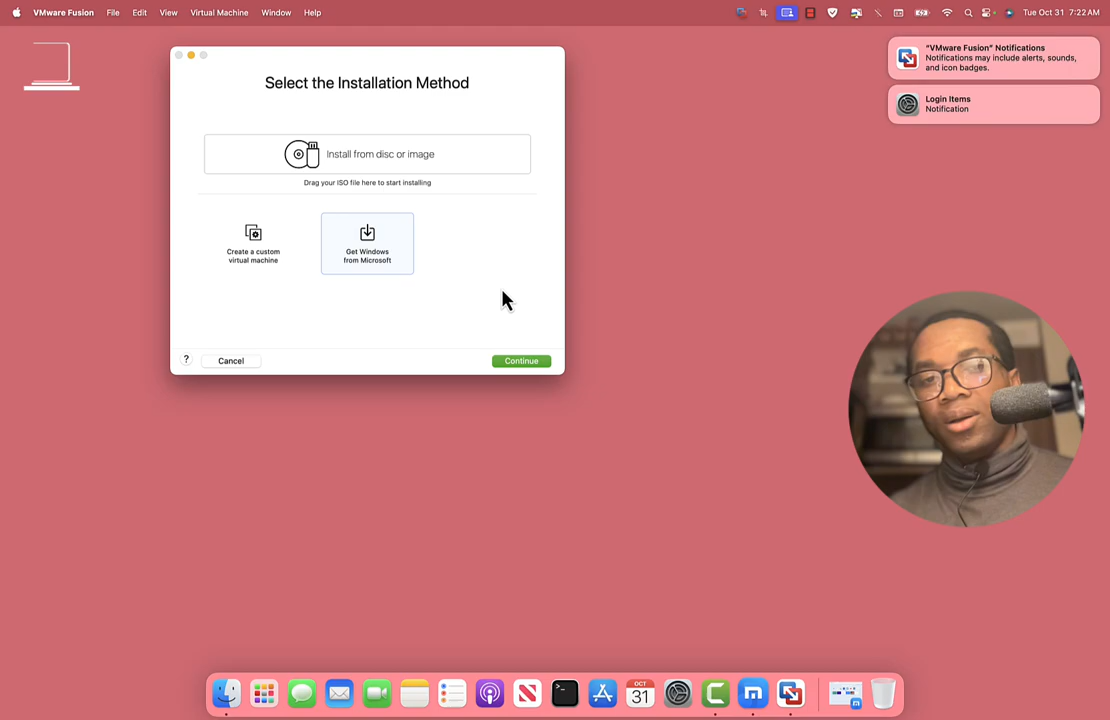 VMware Fusion File Edit View Virtual Machine Window Help Tue Oct 31 7:22 AM
"VMware Fusion" Notifications
Notifications may include alerts, sounds,
and icon badges.
Login Items
Notification
Select the Installation Method
Install from disc or image
Drag your ISO file here to start installing
Create a custom
virtual machine
Get Windows
from Microsoft
? Cancel Continue
OCT
31